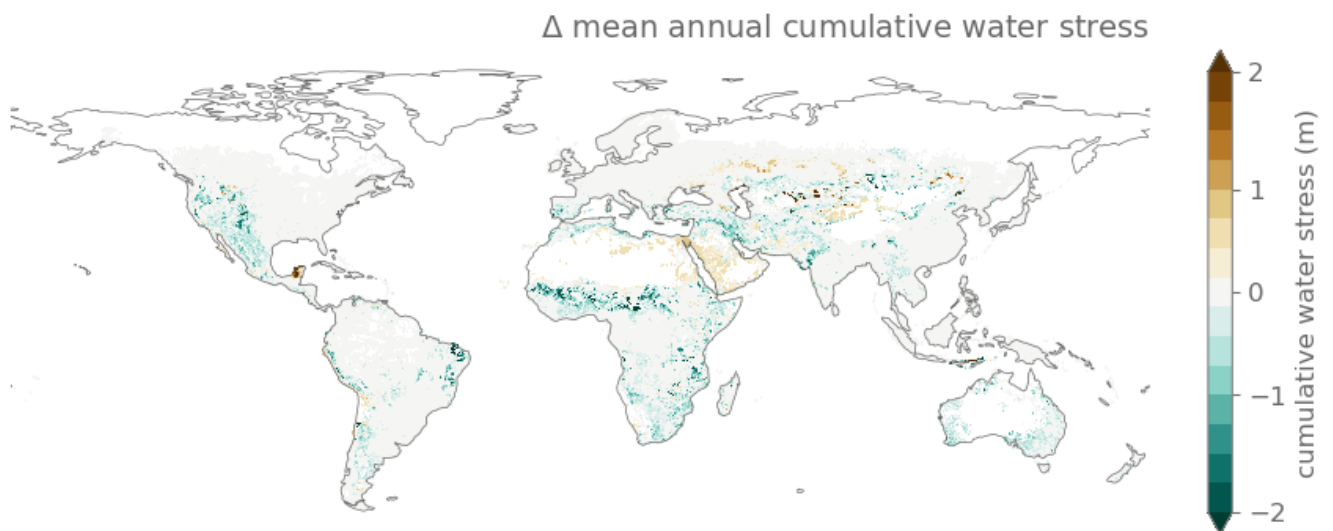 Δ mean annual cumulative water stress
2
1
0
−1
−2
cumulative water stress (m)